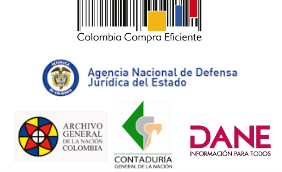 Colombia Compra Eficiente
Agencia Nacional de Defensa
Jurídica del Estado
ARCHIVO
GENERAL
DE LA NACIÓN
COLOMBIA
CONTADURÍA
GENERAL DE LA NACIÓN
DANE
INFORMACIÓN PARA TODOS